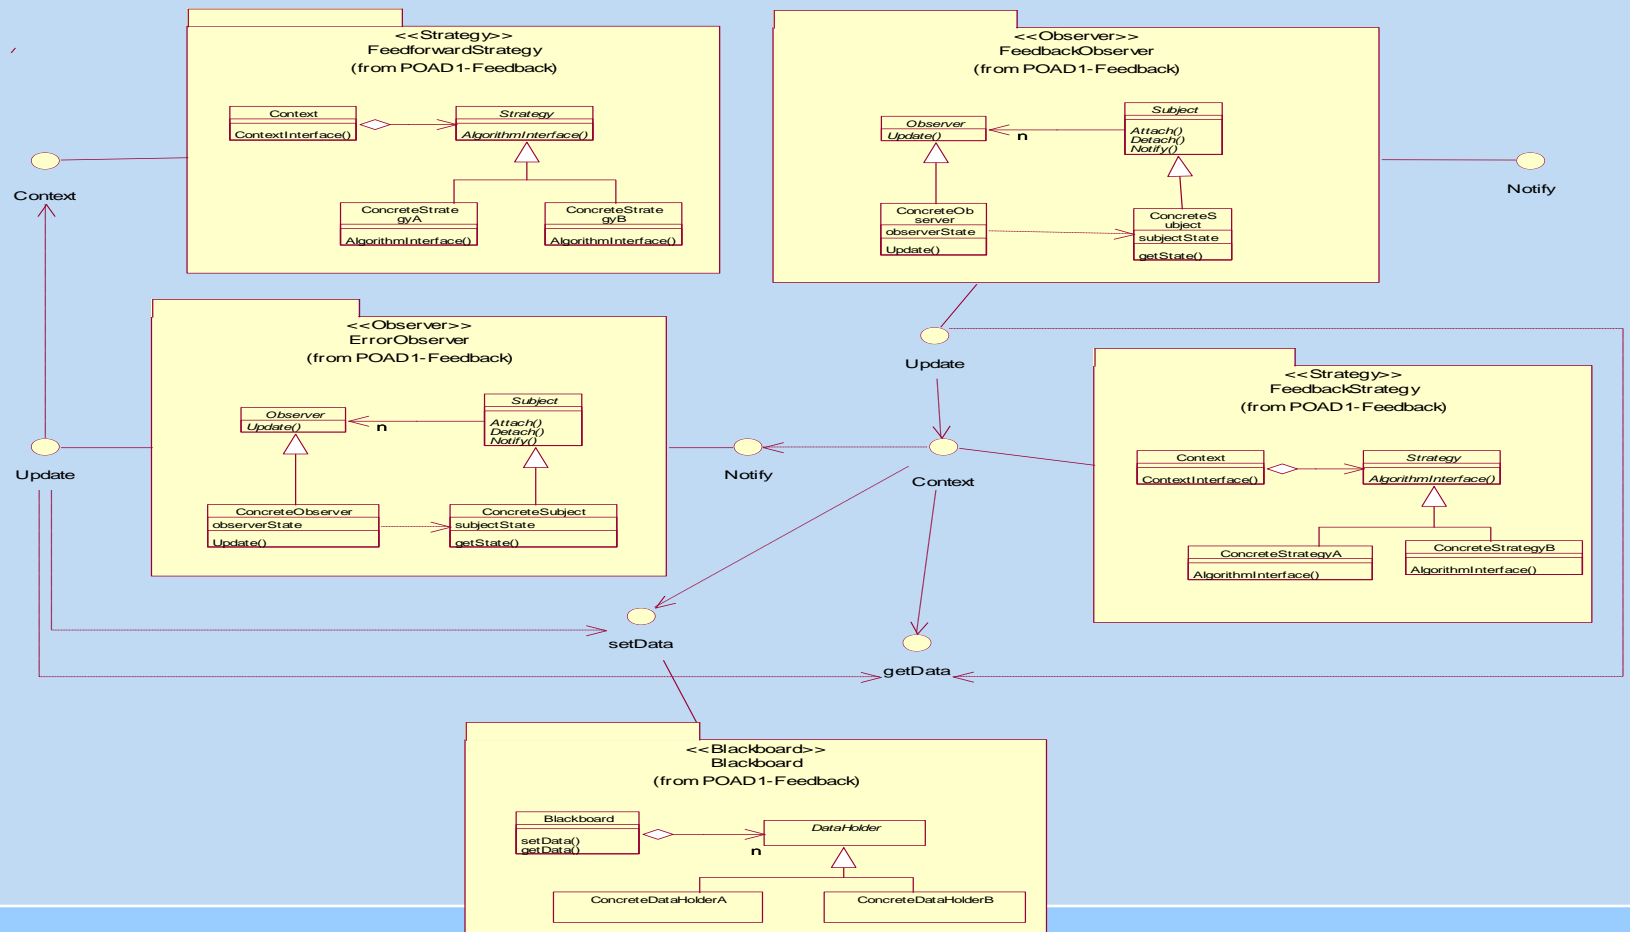 <<Strategy>>
FeedforwardStrategy
(from POAD1-Feedback)
Context
ContextInterface()
Strategy
AlgorithmInterface()
ConcreteStrate
gyA
AlgorithmInterface()
ConcreteStrate
gyB
AlgorithmInterface()
Context
<<Observer>>
FeedbackObserver
(from POAD1-Feedback)
Observer
Update()
n
Subject
Attach()
Detach()
Notify()
ConcreteOb
server
observerState
Update()
ConcreteS
ubject
subjectState
getState()
Notify
<<Observer>>
ErrorObserver
(from POAD1-Feedback)
Observer
Update()
n
Subject
Attach()
Detach()
Notify()
ConcreteObserver
observerState
Update()
ConcreteSubject
subjectState
getState()
Update
Notify
Update
Context
<<Strategy>>
FeedbackStrategy
(from POAD1-Feedback)
Context
ContextInterface()
Strategy
AlgorithmInterface()
ConcreteStrategyA
AlgorithmInterface()
ConcreteStrategyB
AlgorithmInterface()
setData
getData
<<Blackboard>>
Blackboard
(from POAD1-Feedback)
Blackboard
setData()
getData()
n
DataHolder
ConcreteDataHolderA
ConcreteDataHolderB